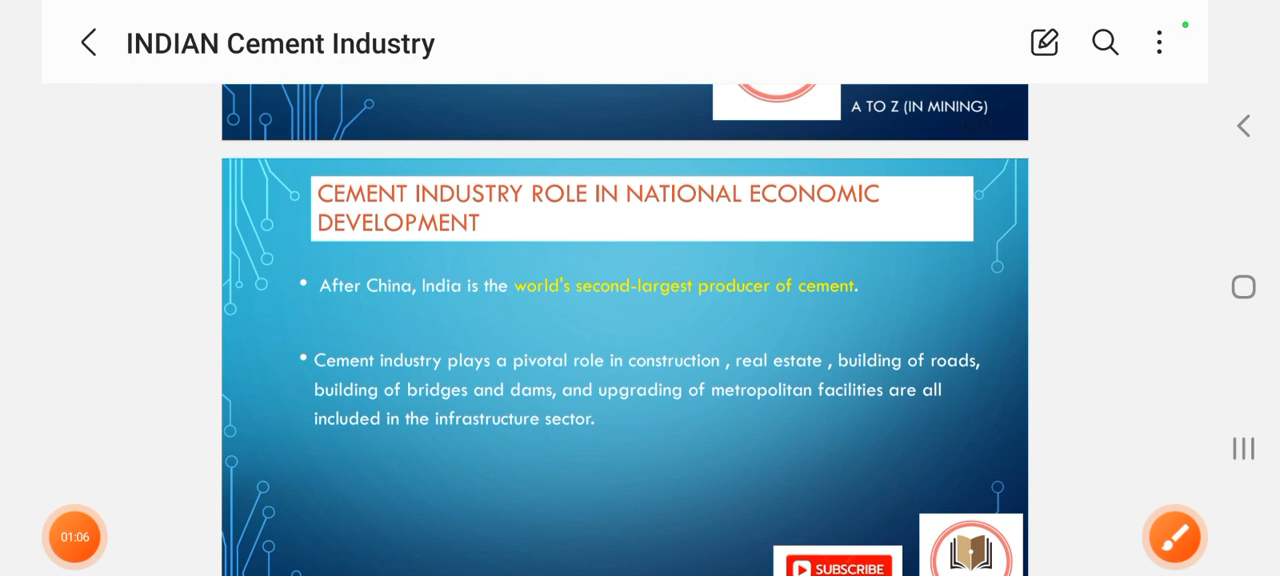 INDIAN Cement Industry
A TO Z (IN MINING)
CEMENT INDUSTRY ROLE IN NATIONAL ECONOMIC
DEVELOPMENT
• After China, India is the world's second-largest producer of cement.
• Cement industry plays a pivotal role in construction , real estate , building of roads,
building of bridges and dams, and upgrading of metropolitan facilities are all
included in the infrastructure sector.
01:06
SUBSCRIBE